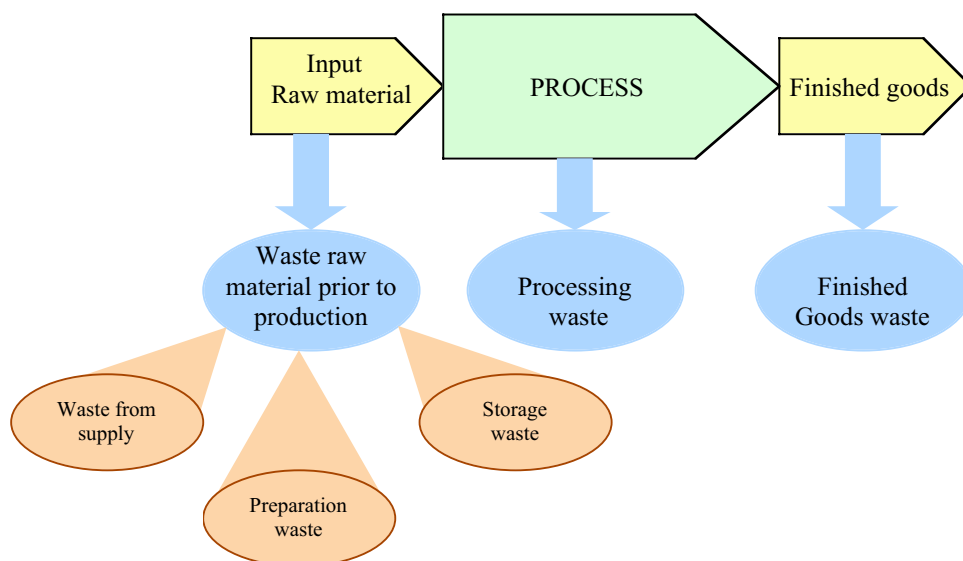 Input
Raw material
PROCESS
Finished goods
Waste raw
material prior to
production
Processing
waste
Finished
Goods waste
Waste from
supply
Storage
waste
Preparation
waste